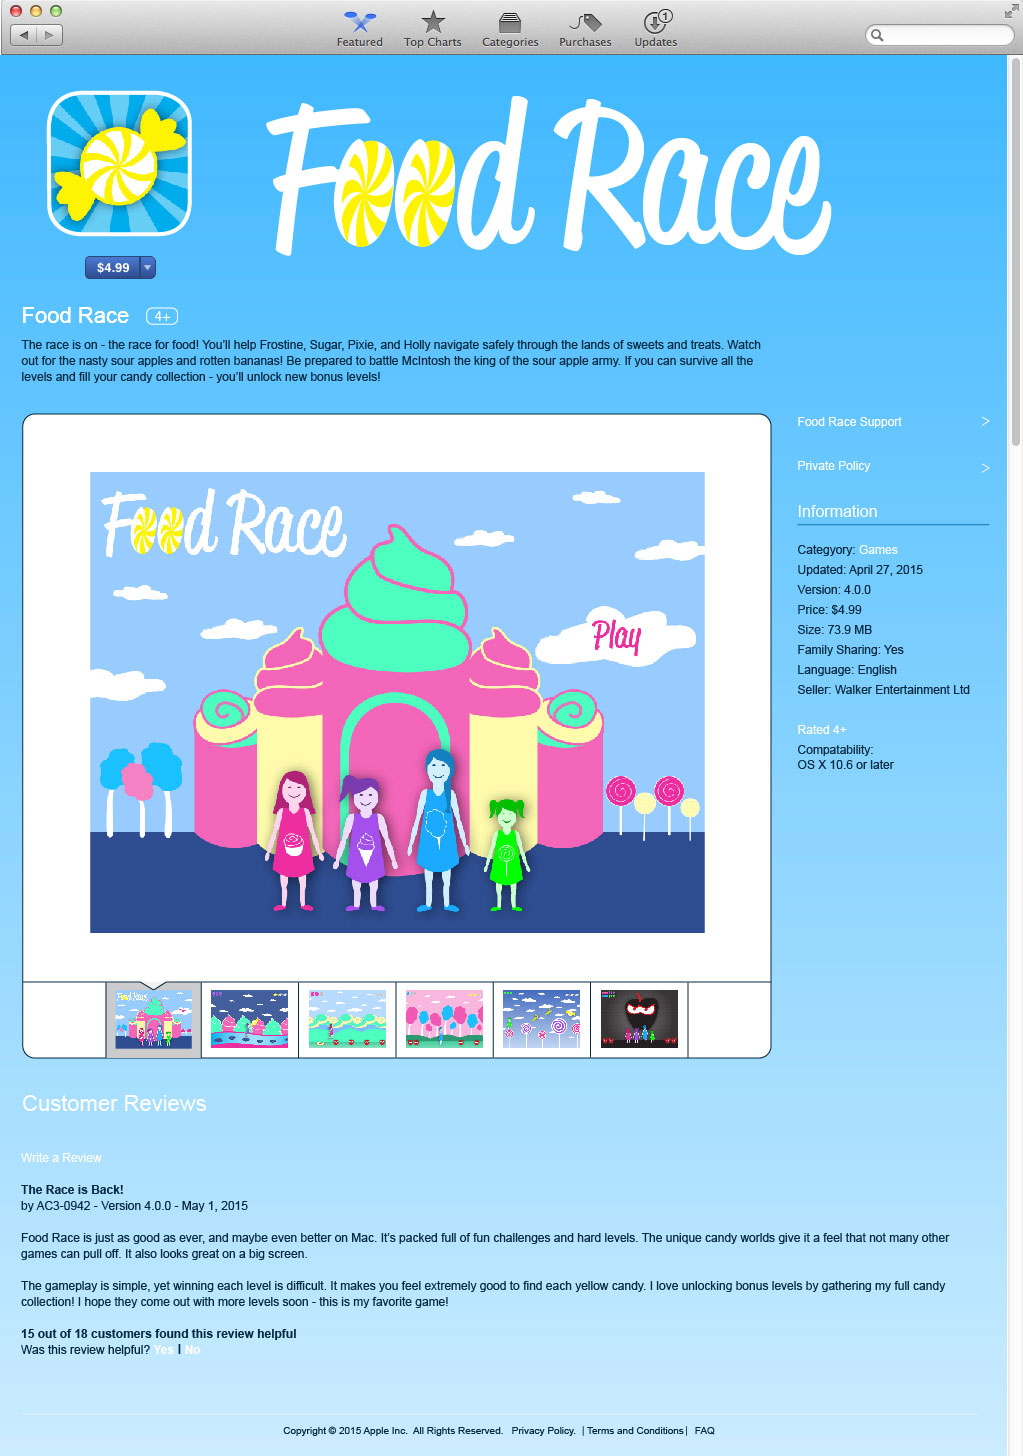 Featured
Top Charts
Categories
Purchases
1
Updates
Food Race
$4.99
Food Race 4+
The race is on - the race for food! You’ll help Frostine, Sugar, Pixie, and Holly navigate safely through the lands of sweets and treats. Watch
out for the nasty sour apples and rotten bananas! Be prepared to battle McIntosh the king of the sour apple army. If you can survive all the
levels and fill your candy collection - you’ll unlock new bonus levels!
Food Race
Play
Food Race
Food Race Support >
Private Policy >
Information
Categyory: Games
Updated: April 27, 2015
Version: 4.0.0
Price: $4.99
Size: 73.9 MB
Family Sharing: Yes
Language: English
Seller: Walker Entertainment Ltd
Rated 4+
Compatability:
OS X 10.6 or later
Customer Reviews
Write a Review
The Race is Back!
by AC3-0942 - Version 4.0.0 - May 1, 2015
Food Race is just as good as ever, and maybe even better on Mac. It’s packed full of fun challenges and hard levels. The unique candy worlds give it a feel that not many other
games can pull off. It also looks great on a big screen.
The gameplay is simple, yet winning each level is difficult. It makes you feel extremely good to find each yellow candy. I love unlocking bonus levels by gathering my full candy
collection! I hope they come out with more levels soon - this is my favorite game!
15 out of 18 customers found this review helpful
Was this review helpful? Yes | No
Copyright © 2015 Apple Inc. All Rights Reserved. Privacy Policy. | Terms and Conditions | FAQ